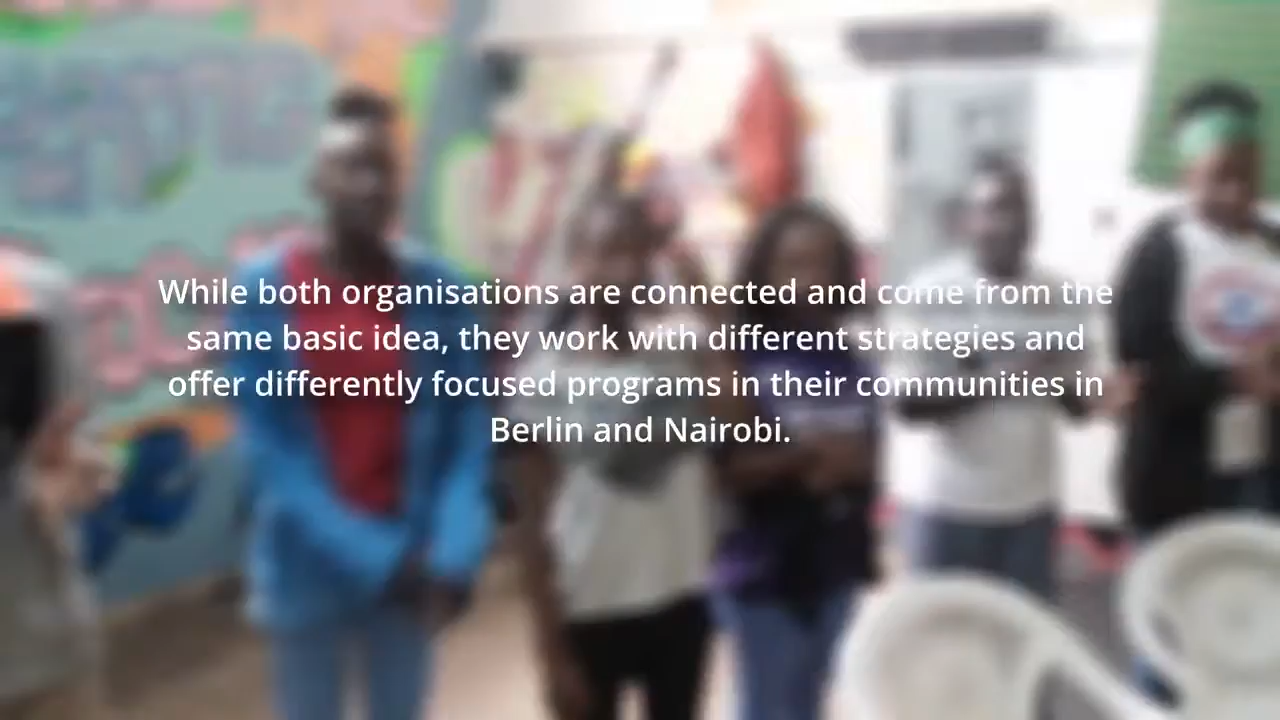 While both organisations are connected and come from the
same basic idea, they work with different strategies and
offer differently focused programs in their communities in
Berlin and Nairobi.